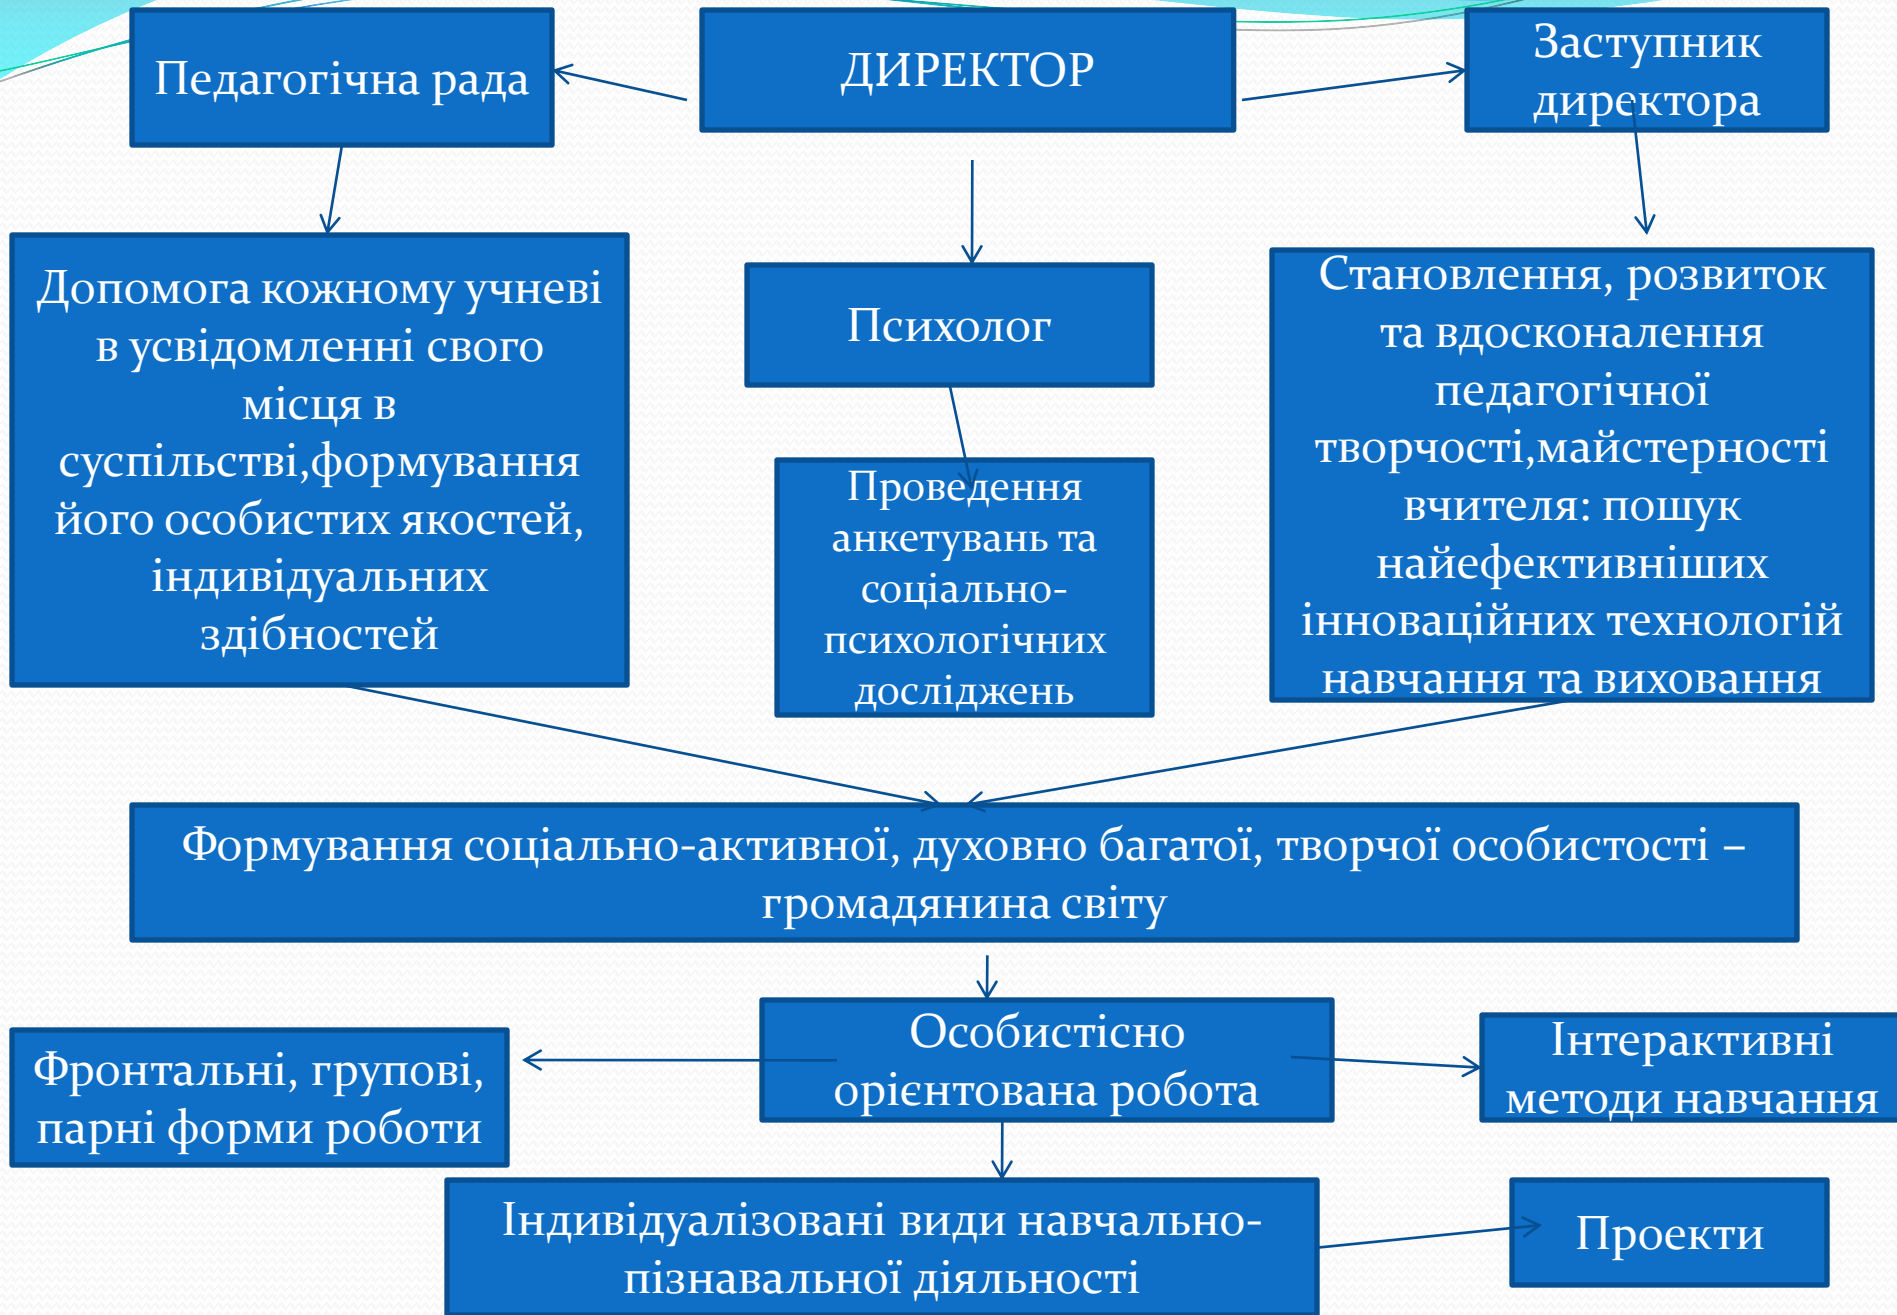 Педагогічна рада
ДИРЕКТОР
Заступник
директора
Допомога кожному учневі
в усвідомленні свого
місця в
суспільстві,формування
його особистих якостей,
індивідуальних
здібностей
Психолог
Проведення
анкетувань та
соціально-
психологічних
досліджень
Становлення, розвиток
та вдосконалення
педагогічної
творчості,майстерності
вчителя: пошук
найефективніших
інноваційних технологій
навчання та виховання
Формування соціально-активної, духовно багатої, творчої особистості –
громадянина світу
Особистісно
орієнтована робота
Фронтальні, групові,
парні форми роботи
Інтерактивні
методи навчання
Індивідуалізовані види навчально-
пізнавальної діяльності
Проекти